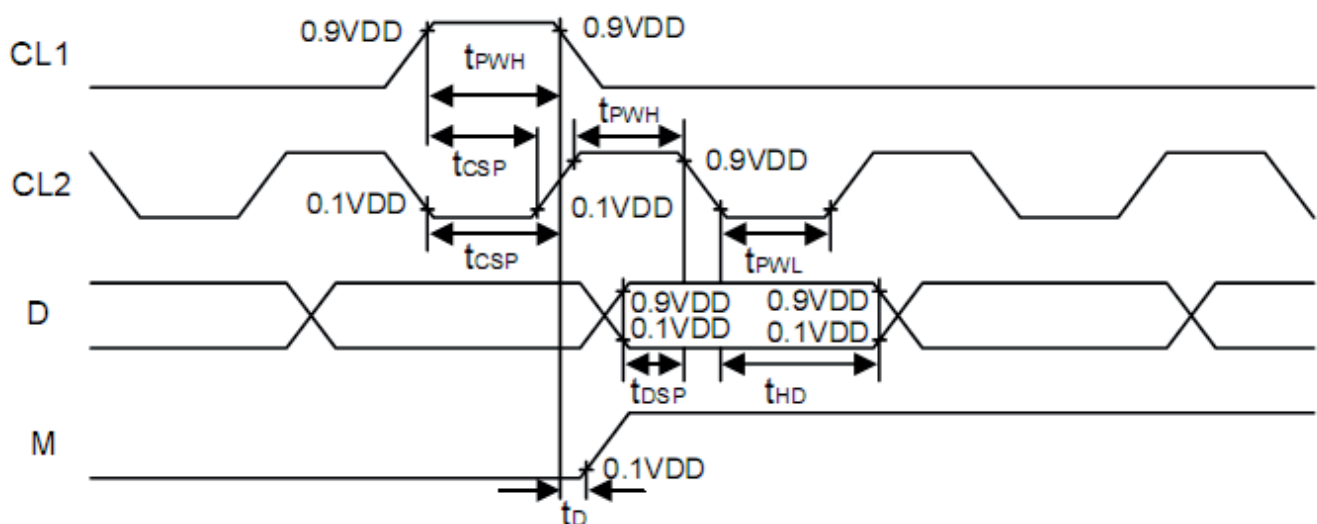 CL1
0.9VDD
0.9VDD
tPWH
tPWH
tCSP
CL2
0.9VDD
0.1VDD
0.1VDD
tCSP
tPWL
D
0.9VDD
0.9VDD
0.1VDD
0.1VDD
tDSP
tHD
M
0.1VDD
tD